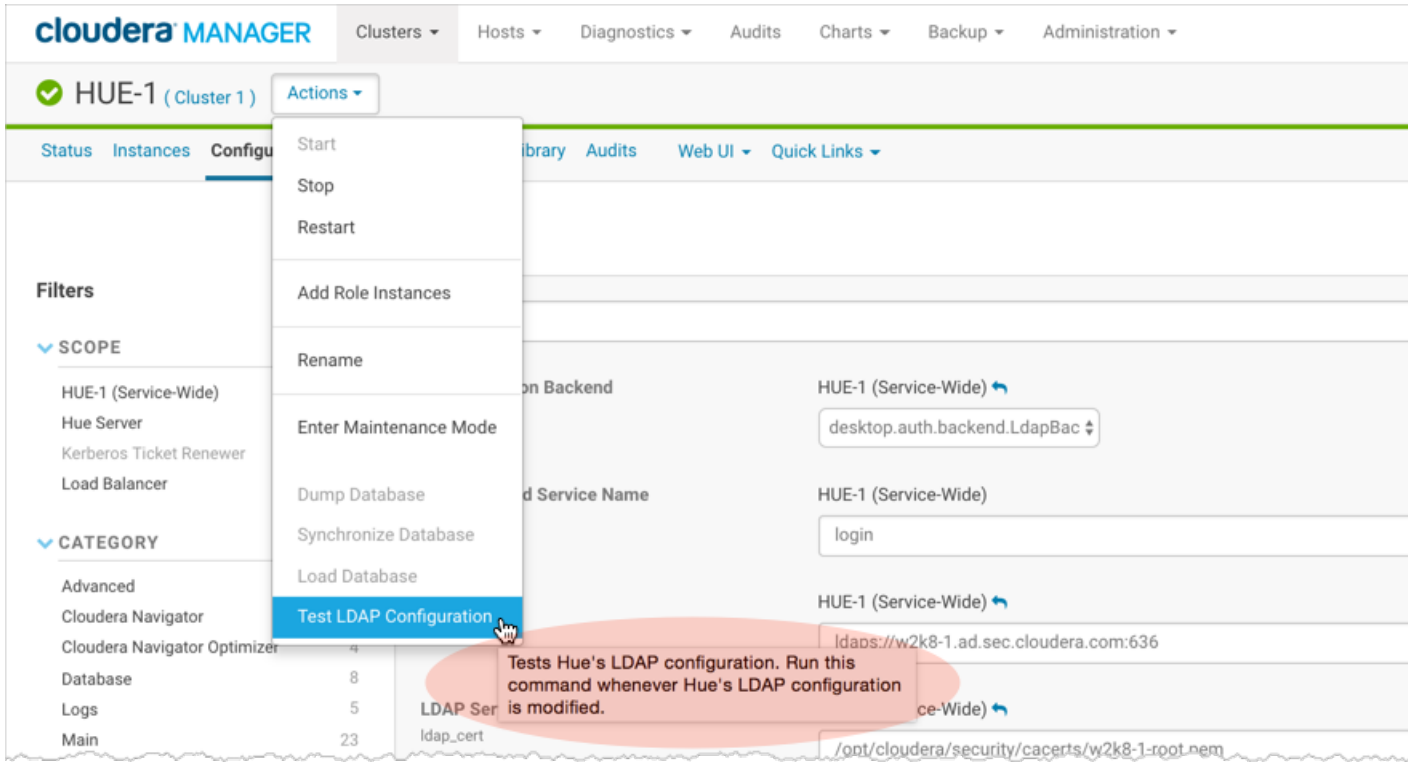 cloudera MANAGER Clusters Hosts Diagnostics Audits Charts Backup Administration
HUE-1 ( Cluster 1 ) Actions
Status Instances Configu ibrary Audits Web UI Quick Links
Start
Stop
Restart
Add Role Instances
Rename
Enter Maintenance Mode
Dump Database
Synchronize Database
Load Database
Test LDAP Configuration
Tests Hue's LDAP configuration. Run this
command whenever Hue's LDAP configuration
is modified.
Filters
SCOPE
HUE-1 (Service-Wide)
Hue Server
Kerberos Ticket Renewer
Load Balancer
CATEGORY
Advanced
Cloudera Navigator
Cloudera Navigator Optimizer 4
Database 8
Logs 5
Main 23
on Backend HUE-1 (Service-Wide)
desktop.auth.backend.LdapBac
d Service Name HUE-1 (Service-Wide)
login
HUE-1 (Service-Wide)
ldaps://w2k8-1.ad.sec.cloudera.com:636
LDAP Ser ce-Wide)
ldap_cert
/opt/cloudera/security/cacerts/w2k8-1-root.pem